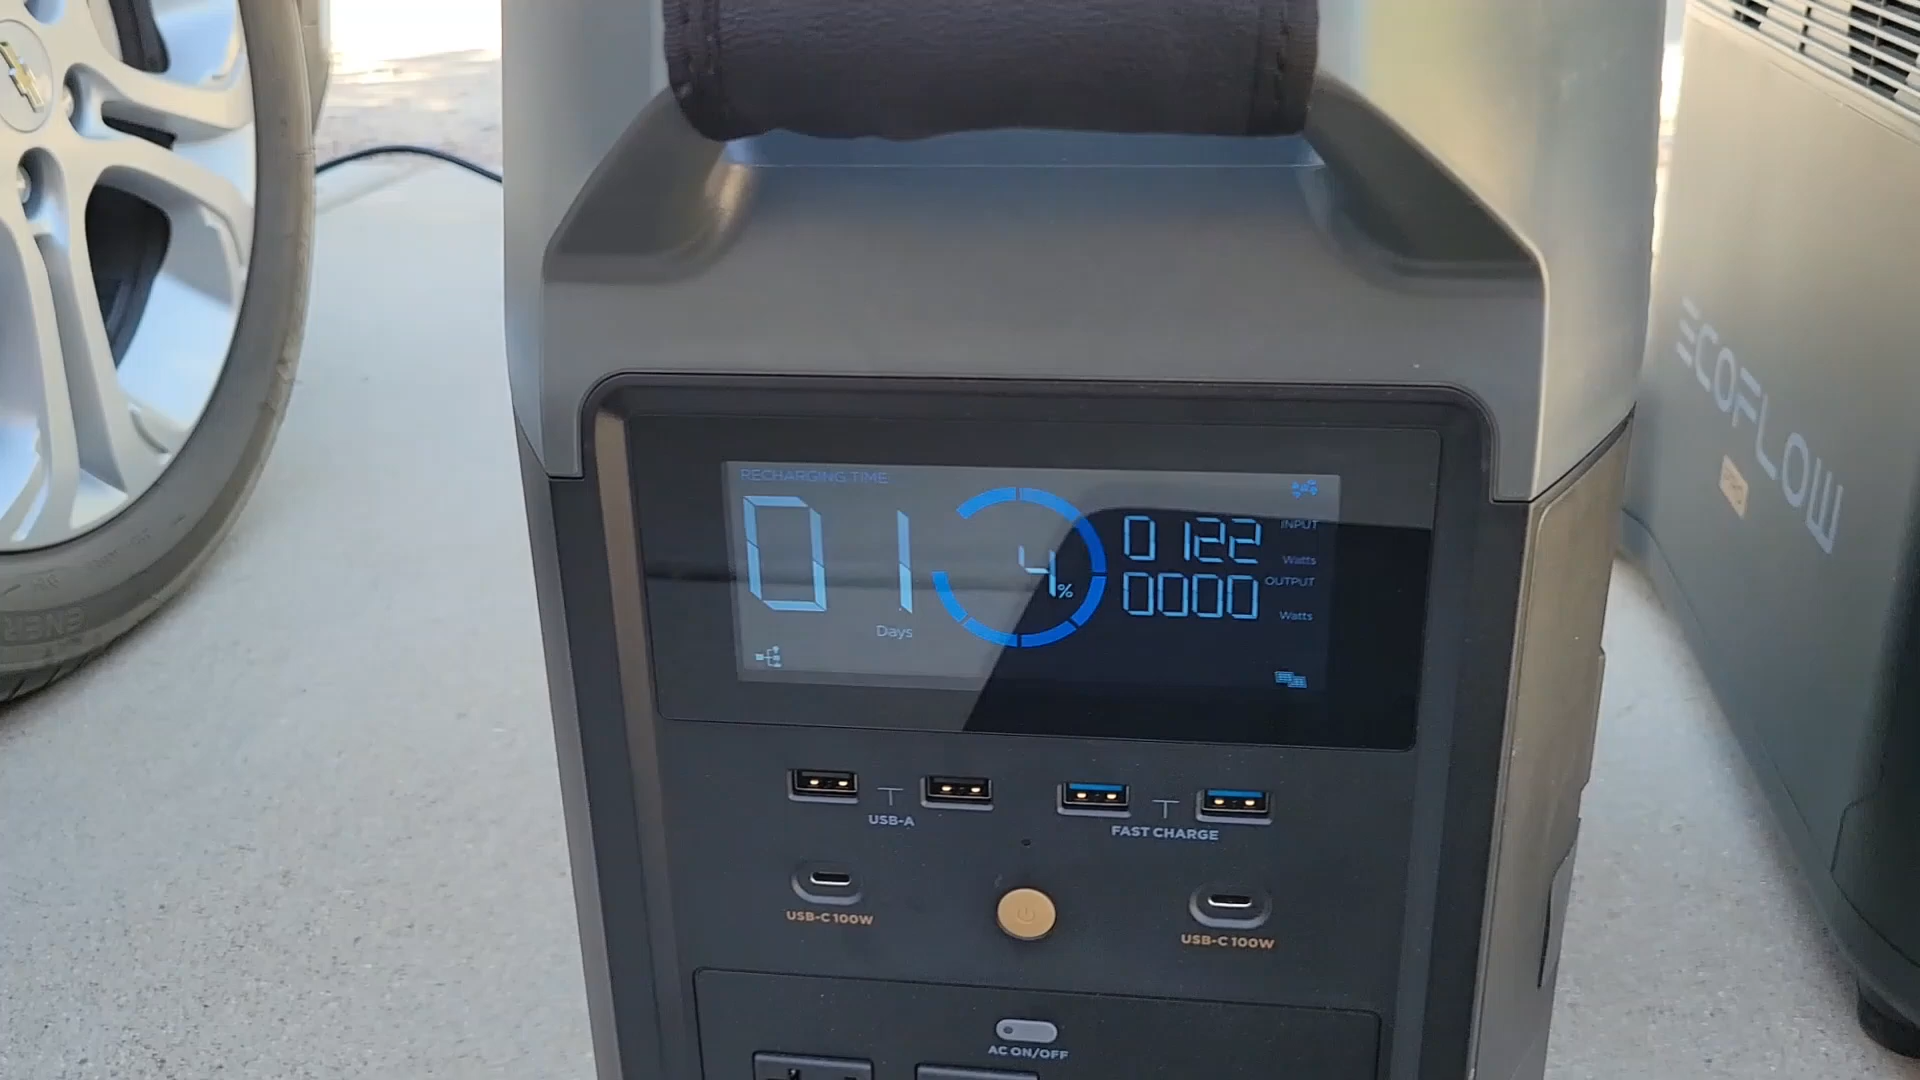 RECHARGING TIME
01
Days
4%
0122
INPUT
Watts
0000
OUTPUT
Watts
USB-A
FAST CHARGE
USB-C 100W
USB-C 100W
AC ON/OFF
ECOFLOW